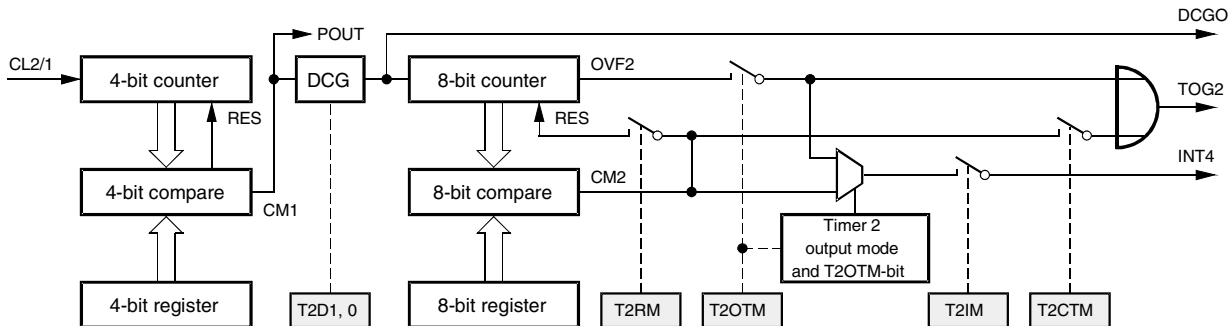 DCGO
POUT
CL2/1
4-bit counter
DCG
8-bit counter
OVF2
TOG2
RES
RES
INT4
4-bit compare
CM1
8-bit compare
CM2
Timer 2
output mode
and T2OTM-bit
4-bit register
T2D1, 0
8-bit register
T2RM
T2OTM
T2IM
T2CTM